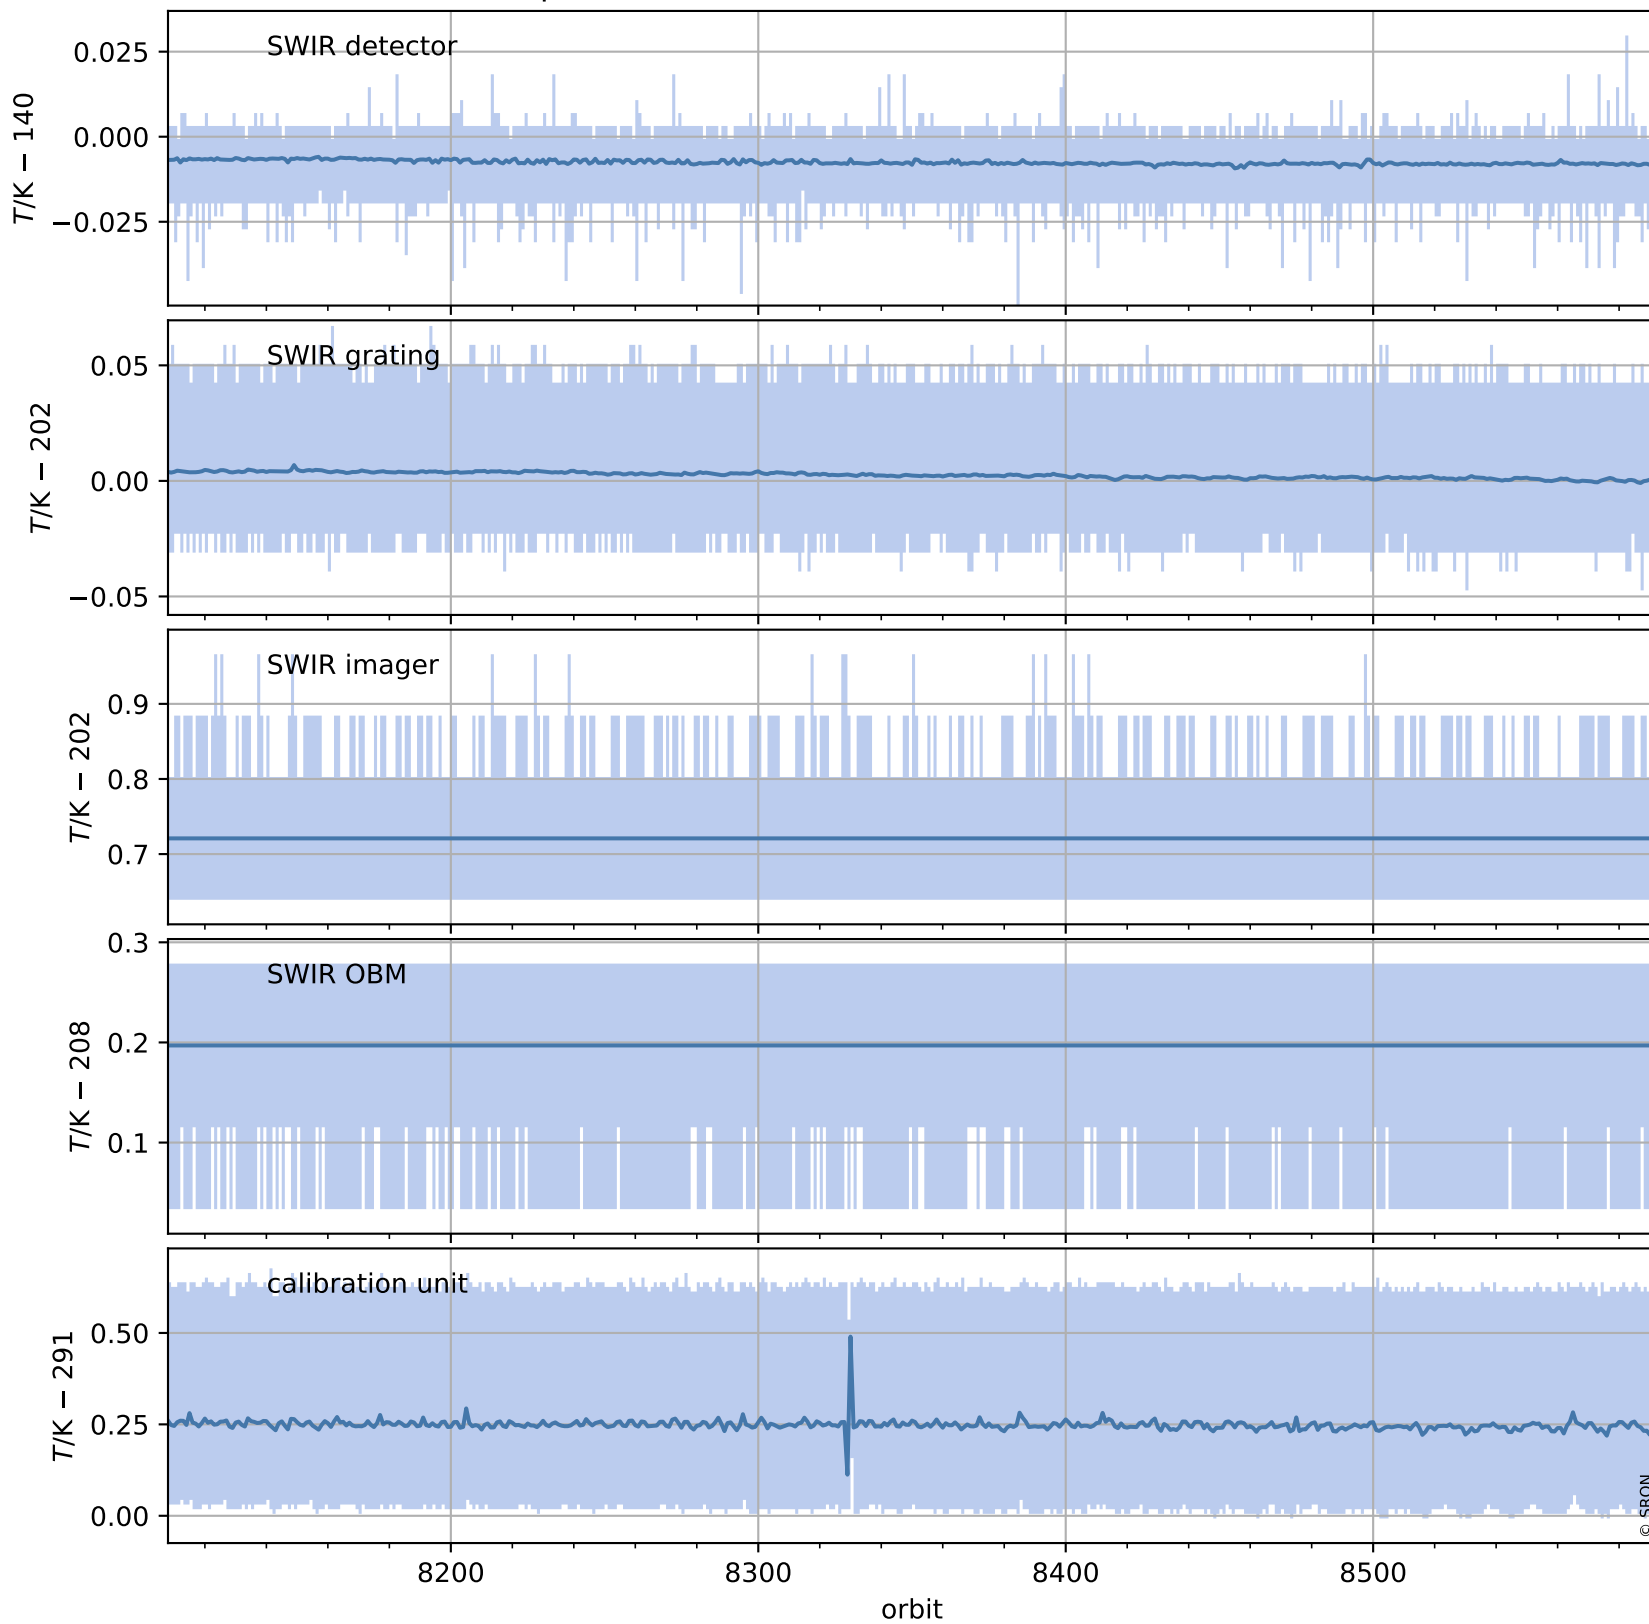 SWIR detector
0.025
0.000
−0.025
T/K − 140
SWIR grating
0.05
0.00
−0.05
T/K − 202
SWIR imager
0.9
0.8
0.7
T/K − 202
SWIR OBM
0.3
0.2
0.1
T/K − 208
calibration unit
0.50
0.25
0.00
T/K − 291
8200
8300
8400
8500
orbit
© SRON